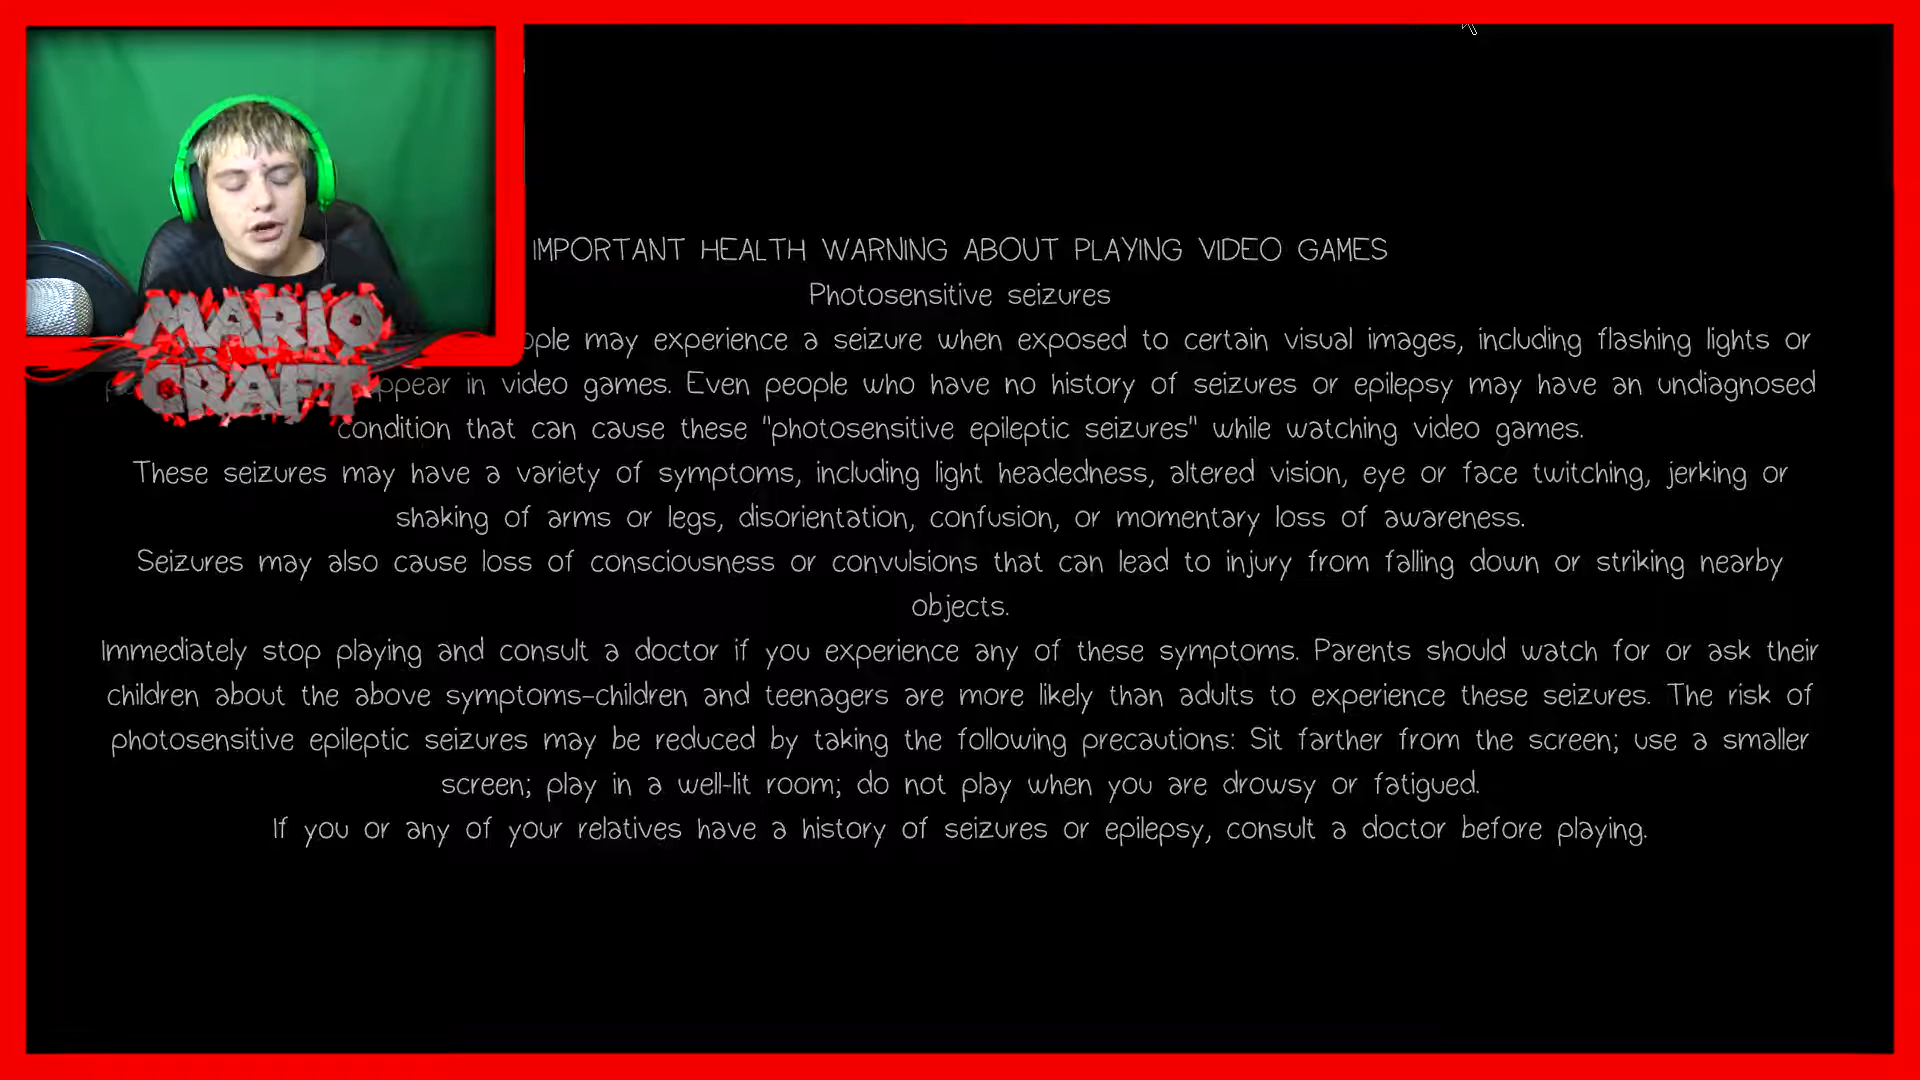 MARIO
CRAFT
IMPORTANT HEALTH WARNING ABOUT PLAYING VIDEO GAMES
Photosensitive seizures
may experience a seizure when exposed to certain visual images, including flashing lights or
in video games. Even people who have no history of seizures or epilepsy may have an undiagnosed
condition that can cause these "photosensitive epileptic seizures" while watching video games.
These seizures may have a variety of symptoms, including light headedness, altered vision, eye or face twitching, jerking or
shaking of arms or legs, disorientation, confusion, or momentary loss of awareness.
Seizures may also cause loss of consciousness or convulsions that can lead to injury from falling down or striking nearby
objects.
Immediately stop playing and consult a doctor if you experience any of these symptoms. Parents should watch for or ask their
children about the above symptoms-children and teenagers are more likely than adults to experience these seizures. The risk of
photosensitive epileptic seizures may be reduced by taking the following precautions: Sit farther from the screen; use a smaller
screen; play in a well-lit room; do not play when you are drowsy or fatigued.
If you or any of your relatives have a history of seizures or epilepsy, consult a doctor before playing.